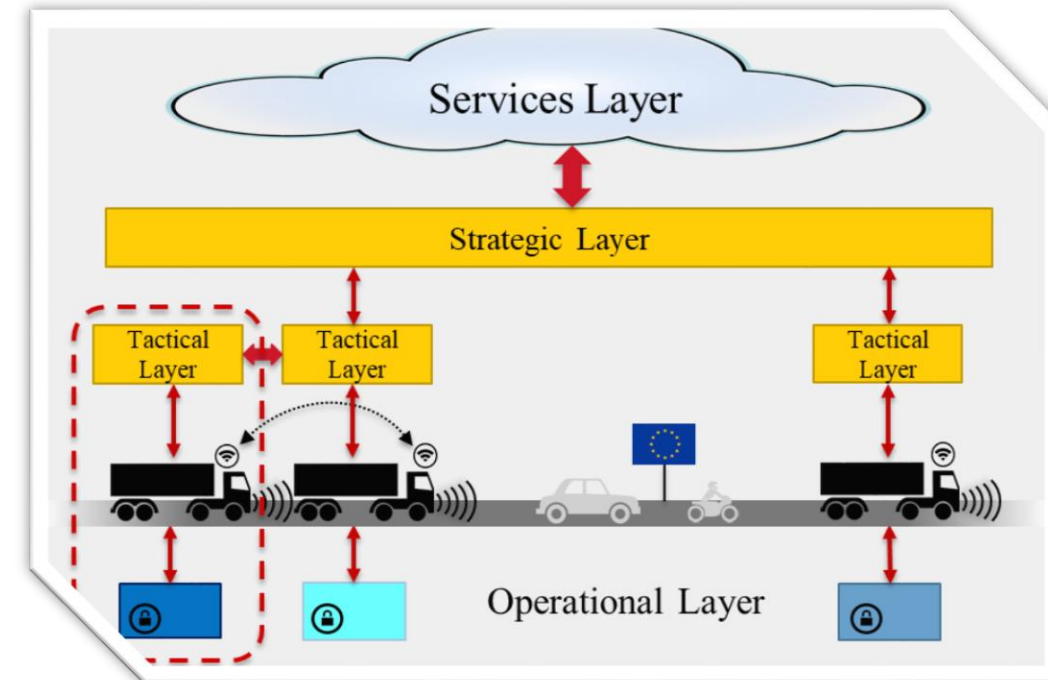 Services Layer
Strategic Layer
Tactical
Layer
Tactical
Layer
Tactical
Layer
Operational Layer